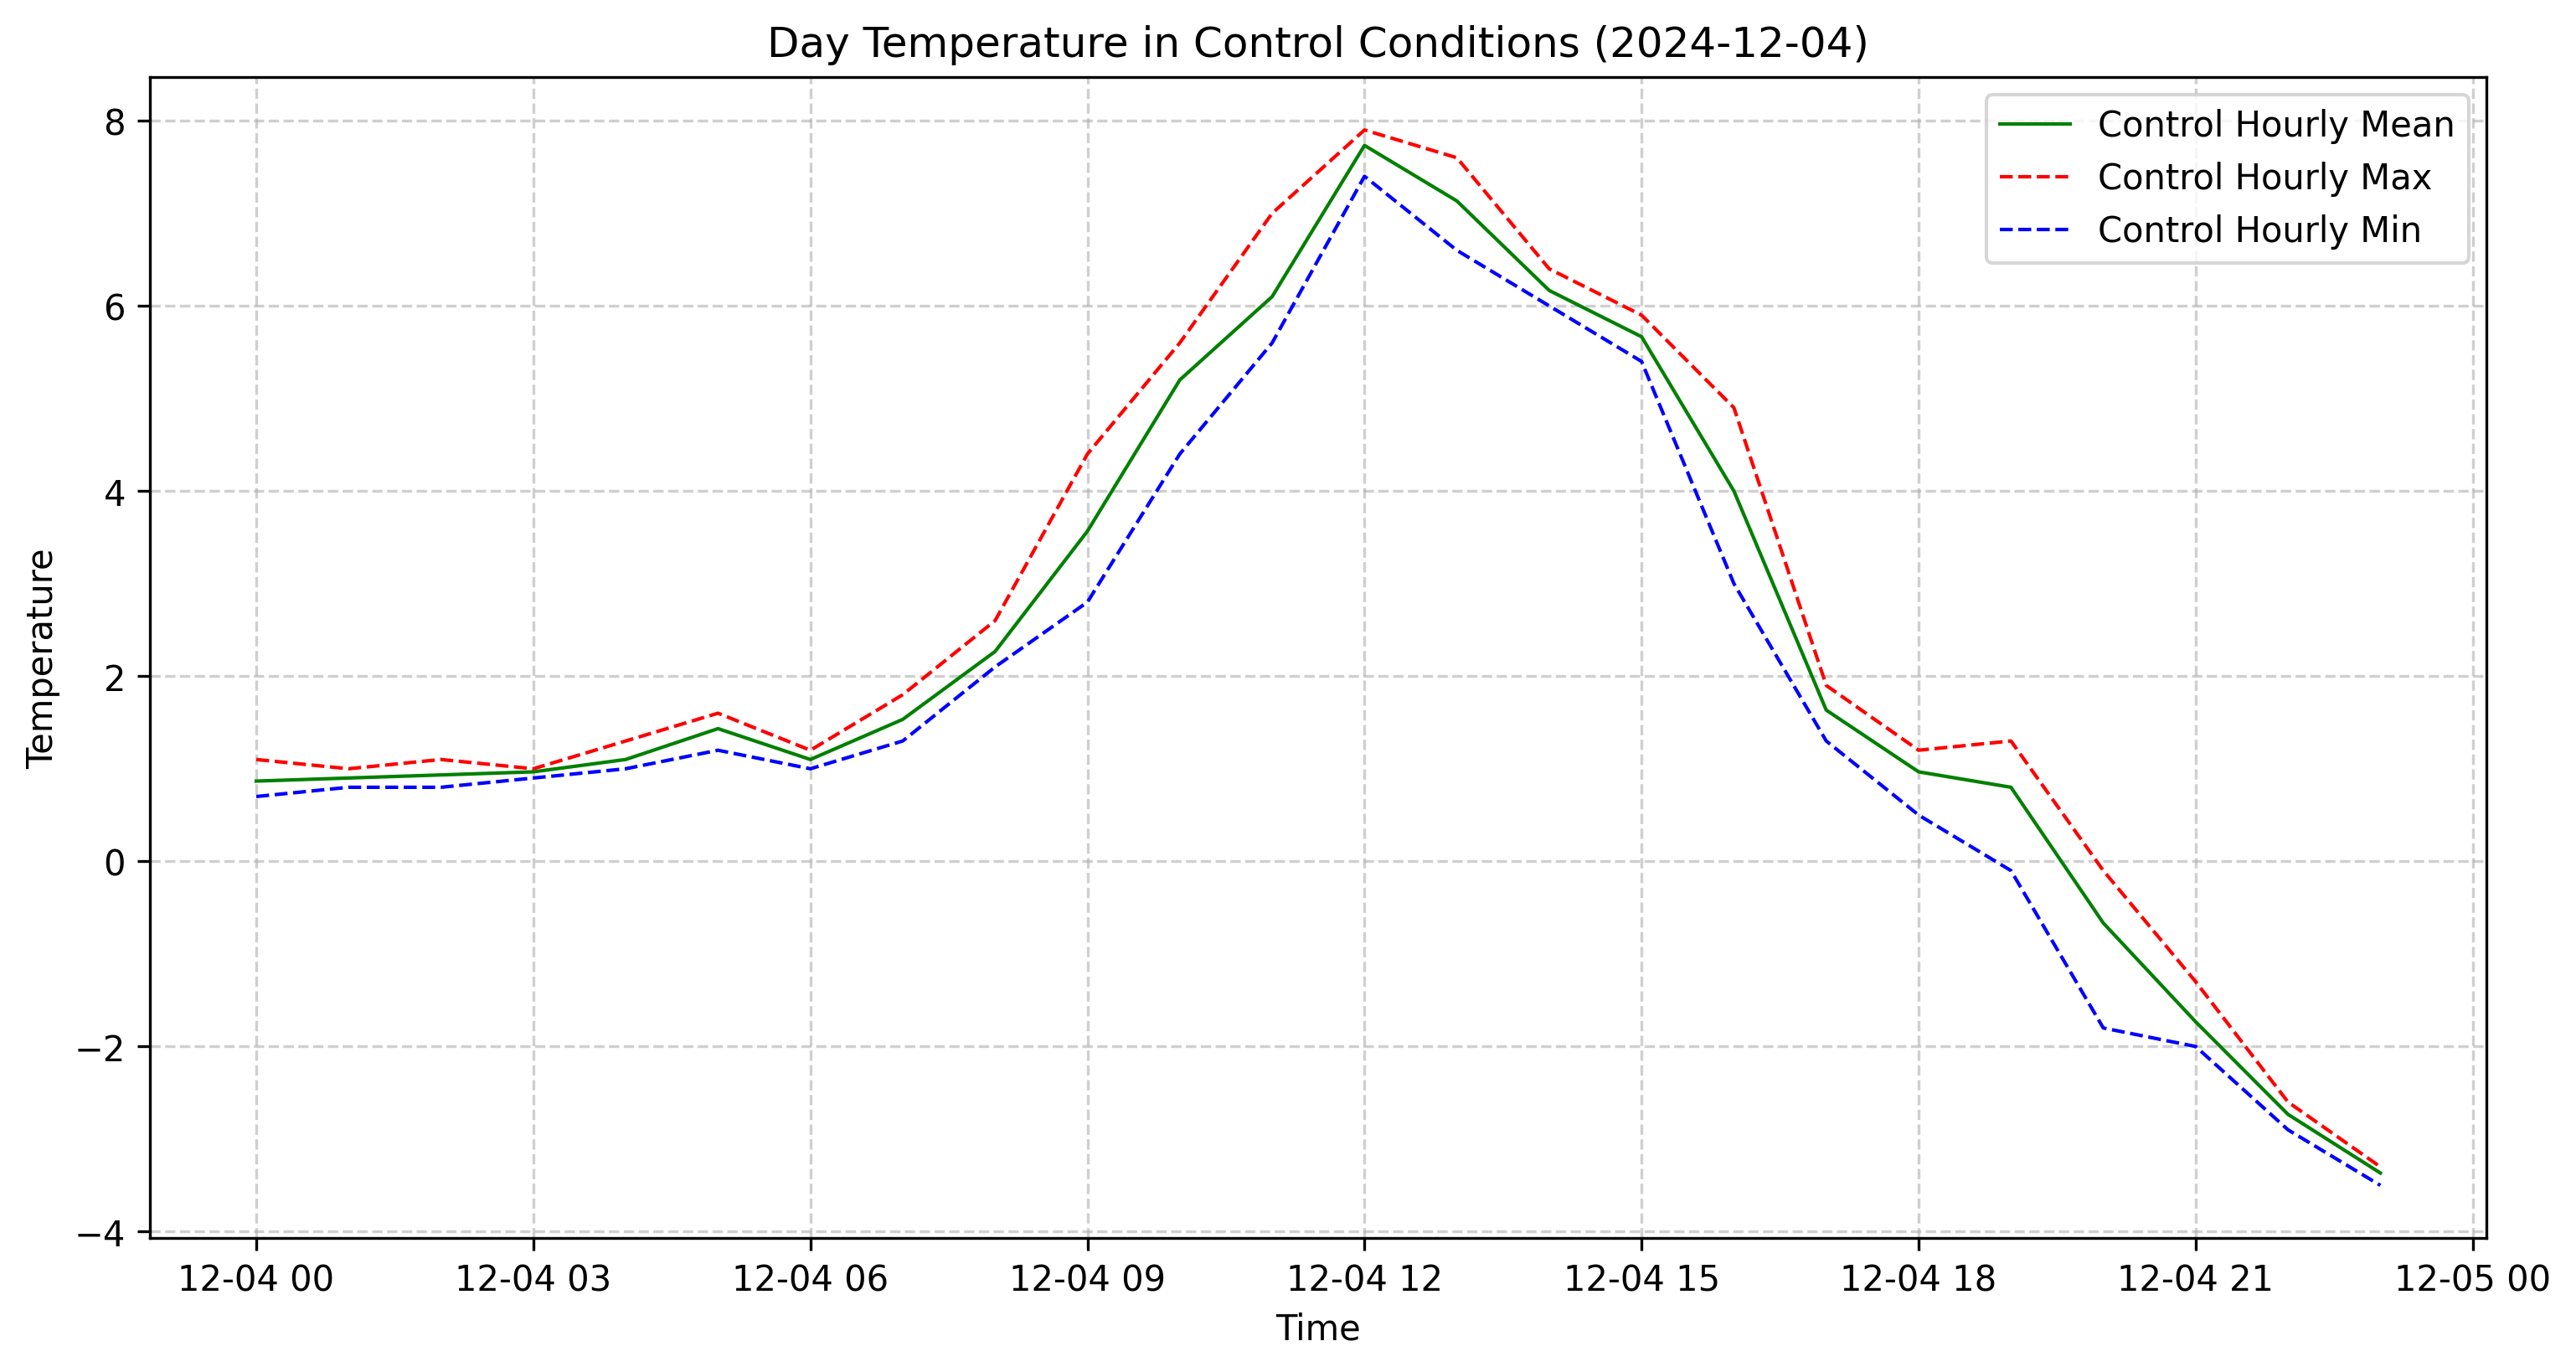 Day Temperature in Control Conditions (2024-12-04)
Control Hourly Mean
Control Hourly Max
Control Hourly Min
Temperature
8
6
4
2
0
−2
−4
12-04 00
12-04 03
12-04 06
12-04 09
12-04 12
12-04 15
12-04 18
12-04 21
12-05 00
Time